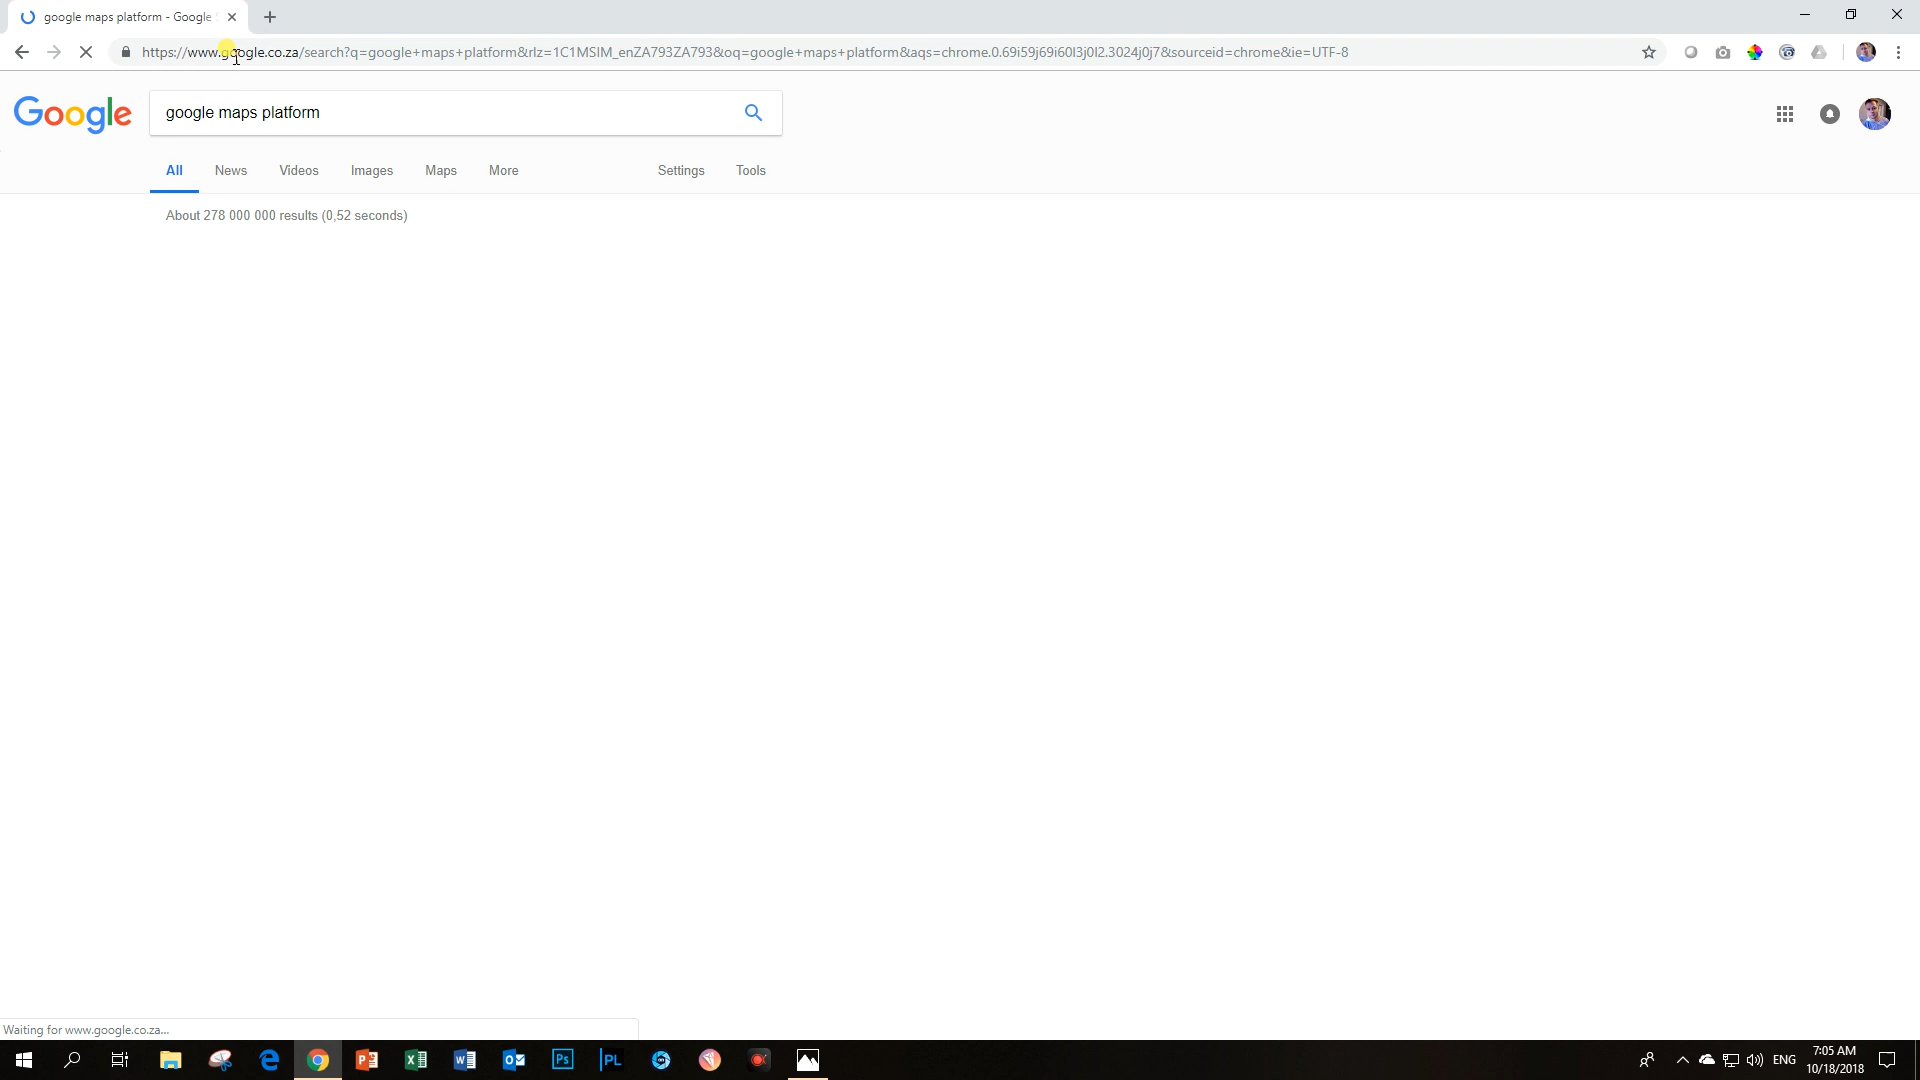 google maps platform - Google
https://www.google.co.za/search?q=google+maps+platform&rlz=1C1MSIM_enZA793ZA793&oq=google+maps+platform&aqs=chrome.0.69i59j69i60l3j0l2.3024j0j7&sourceid=chrome&ie=UTF-8
Google
google maps platform
All News Videos Images Maps More Settings Tools
About 278 000 000 results (0,52 seconds)
Waiting for www.google.co.za...
Ps PL
ENG
7:05 AM
10/18/2018